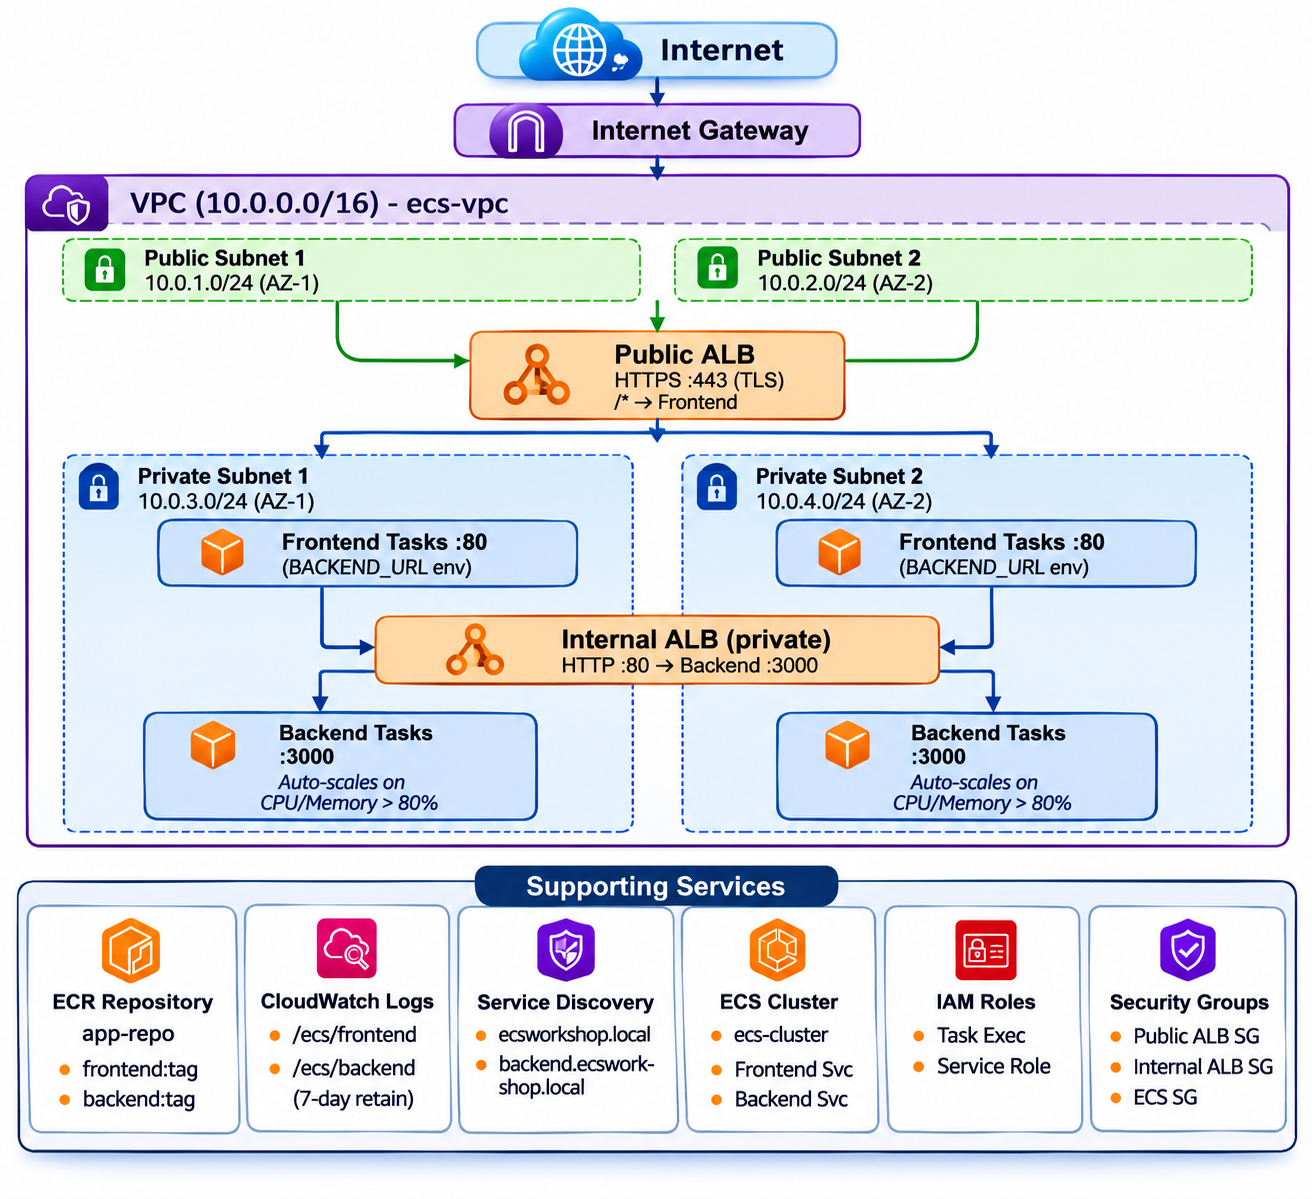 Internet
Internet Gateway
VPC (10.0.0.0/16) - ecs-vpc
Public Subnet 1
10.0.1.0/24 (AZ-1)
Public Subnet 2
10.0.2.0/24 (AZ-2)
Public ALB
HTTPS :443 (TLS)
/* → Frontend
Private Subnet 1
10.0.3.0/24 (AZ-1)
Private Subnet 2
10.0.4.0/24 (AZ-2)
Frontend Tasks :80
(BACKEND_URL env)
Frontend Tasks :80
(BACKEND_URL env)
Internal ALB (private)
HTTP :80 → Backend :3000
Backend Tasks
:3000
Auto-scales on
CPU/Memory > 80%
Backend Tasks
:3000
Auto-scales on
CPU/Memory > 80%
Supporting Services
ECR Repository
app-repo
• frontend:tag
• backend:tag
CloudWatch Logs
• /ecs/frontend
• /ecs/backend
(7-day retain)
Service Discovery
• ecsworkshop.local
• backend.ecswork-
shop.local
ECS Cluster
• ecs-cluster
• Frontend Svc
• Backend Svc
IAM Roles
• Task Exec
• Service Role
Security Groups
• Public ALB SG
• Internal ALB SG
• ECS SG